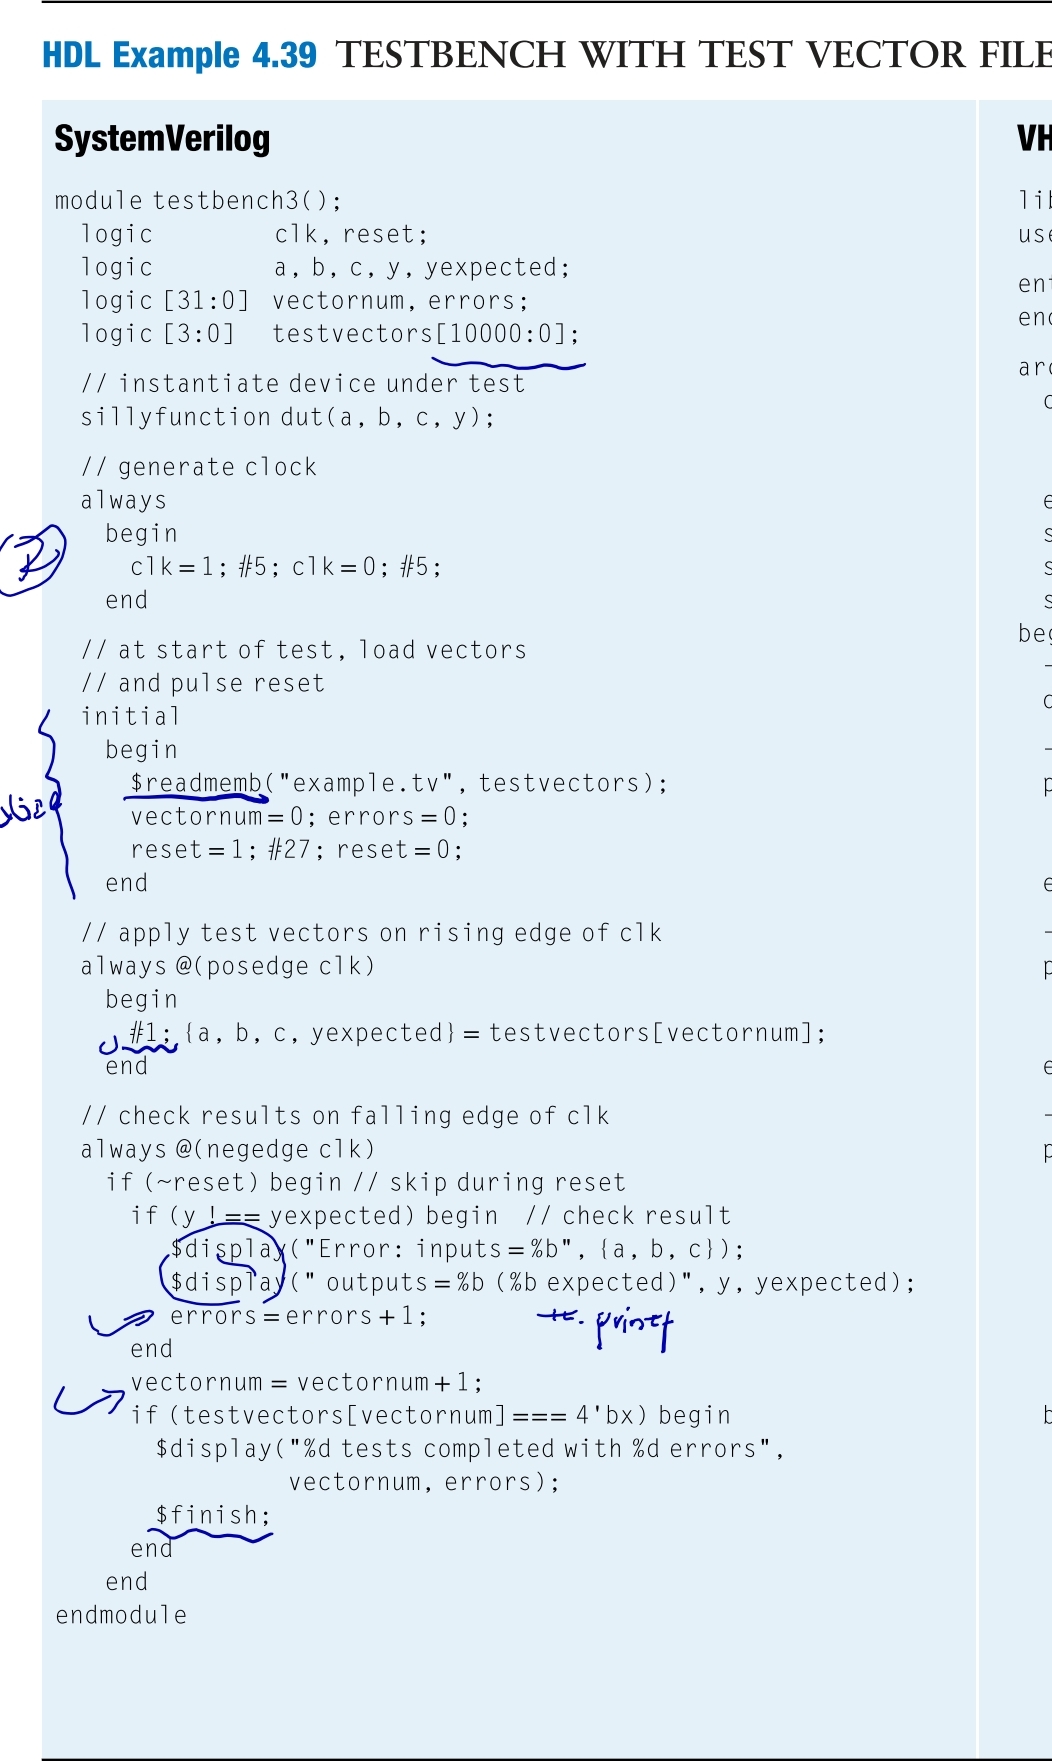 HDL Example 4.39 TESTBENCH WITH TEST VECTOR FILE
SystemVerilog
module testbench3();
logic clk, reset;
logic a, b, c, y, yexpected;
logic [31:0] vectornum, errors;
logic [3:0] testvectors[10000:0];
// instantiate device under test
sillyfunction dut(a, b, c, y);
// generate clock
always
begin
clk=1; #5; clk=0; #5;
end
// at start of test, load vectors
// and pulse reset
initial
begin
$readmemb("example.tv", testvectors);
vectornum=0; errors=0;
reset=1; #27; reset=0;
end
// apply test vectors on rising edge of clk
always @(posedge clk)
begin
#1; {a, b, c, yexpected}= testvectors[vectornum];
end
// check results on falling edge of clk
always @(negedge clk)
if (~reset) begin // skip during reset
if (y !== yexpected) begin // check result
$display("Error: inputs=%b", {a, b, c});
$display(" outputs=%b (%b expected)", y, yexpected);
errors=errors+1;
printf
end
vectornum = vectornum+1;
if (testvectors[vectornum]=== 4'bx) begin
$display("%d tests completed with %d errors",
vectornum, errors);
$finish;
end
end
endmodule
VH
lib
use
ent
end
arc
beg